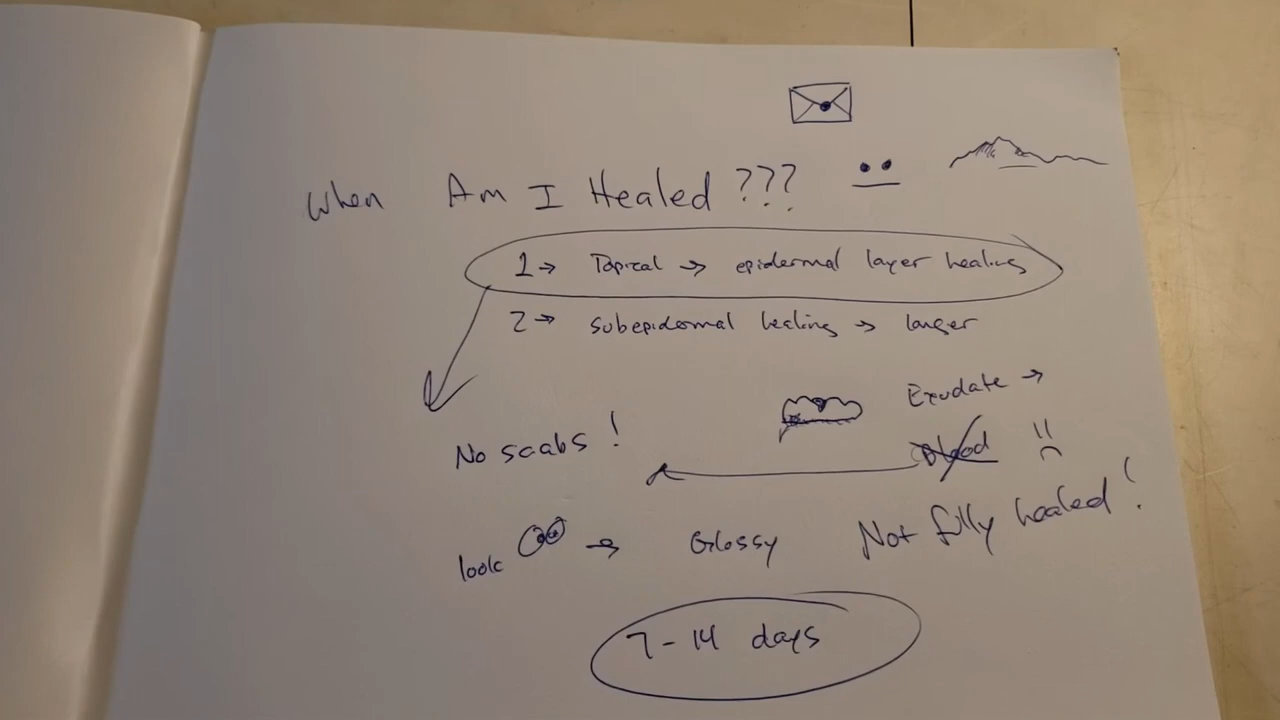 When Am I Healed ???
1 → Topical → epidermal layer healing
2 → subepidermal healing → longer
Exudate →
Blood
No scabs !
look → Glossy
Not fully healed !
7-14 days